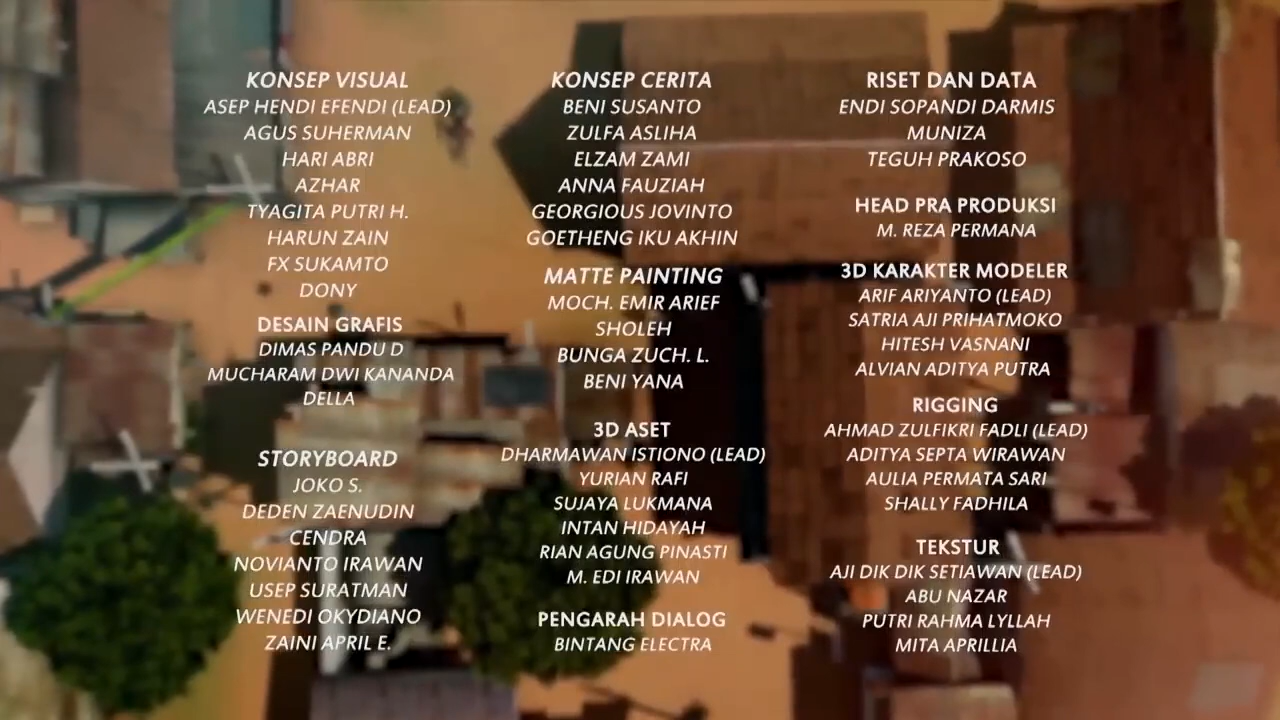 KONSEP VISUAL
ASEP HENDI EFENDI (LEAD)
AGUS SUHERMAN
HARI ABRI
AZHAR
TYAGITA PUTRI H.
HARUN ZAIN
FX SUKAMTO
DONY
DESAIN GRAFIS
DIMAS PANDU D
MUCHARAM DWI KANANDA
DELLA
STORYBOARD
JOKO S.
DEDEN ZAENUDIN
CENDRA
NOVIANTO IRAWAN
USEP SURATMAN
WENEDI OKYDIANO
ZAINI APRIL E.
KONSEP CERITA
BENI SUSANTO
ZULFA ASLIHA
ELZAM ZAMI
ANNA FAUZIAH
GEORGIOUS JOVINTO
GOETHENG IKU AKHIN
MATTE PAINTING
MOCH. EMIR ARIEF
SHOLEH
BUNGA ZUCH. L.
BENI YANA
3D ASET
DHARMAWAN ISTIONO (LEAD)
YURIAN RAFI
SUJAYA LUKMANA
INTAN HIDAYAH
RIAN AGUNG PINASTI
M. EDI IRAWAN
PENGARAH DIALOG
BINTANG ELECTRA
RISET DAN DATA
ENDI SOPANDI DARMIS
MUNIZA
TEGUH PRAKOSO
HEAD PRA PRODUKSI
M. REZA PERMANA
3D KARAKTER MODELER
ARIF ARIYANTO (LEAD)
SATRIA AJI PRIHATMOKO
HITESH VASNANI
ALVIAN ADITYA PUTRA
RIGGING
AHMAD ZULFIKRI FADLI (LEAD)
ADITYA SEPTA WIRAWAN
AULIA PERMATA SARI
SHALLY FADHILA
TEKSTUR
AJI DIK DIK SETIAWAN (LEAD)
ABU NAZAR
PUTRI RAHMA LYLLAH
MITA APRILLIA